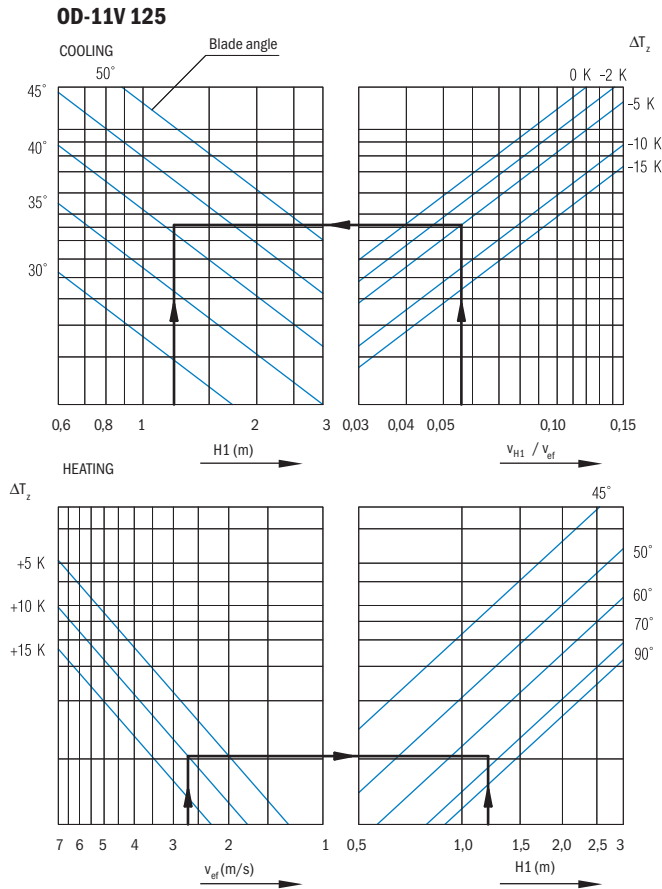 OD-11V 125
COOLING
Blade angle
ΔTz
50°
0 K -2 K
45°
-5 K
40°
-10 K
-15 K
35°
30°
0,6 0,8 1 2 3
0,03 0,04 0,05 0,10 0,15
H1 (m)
vH1 / vef
HEATING
ΔTz
45°
+5 K
50°
+10 K
60°
70°
+15 K
90°
7 6 5 4 3 2 1
0,5 1,0 1,5 2,0 2,5 3
vef (m/s)
H1 (m)